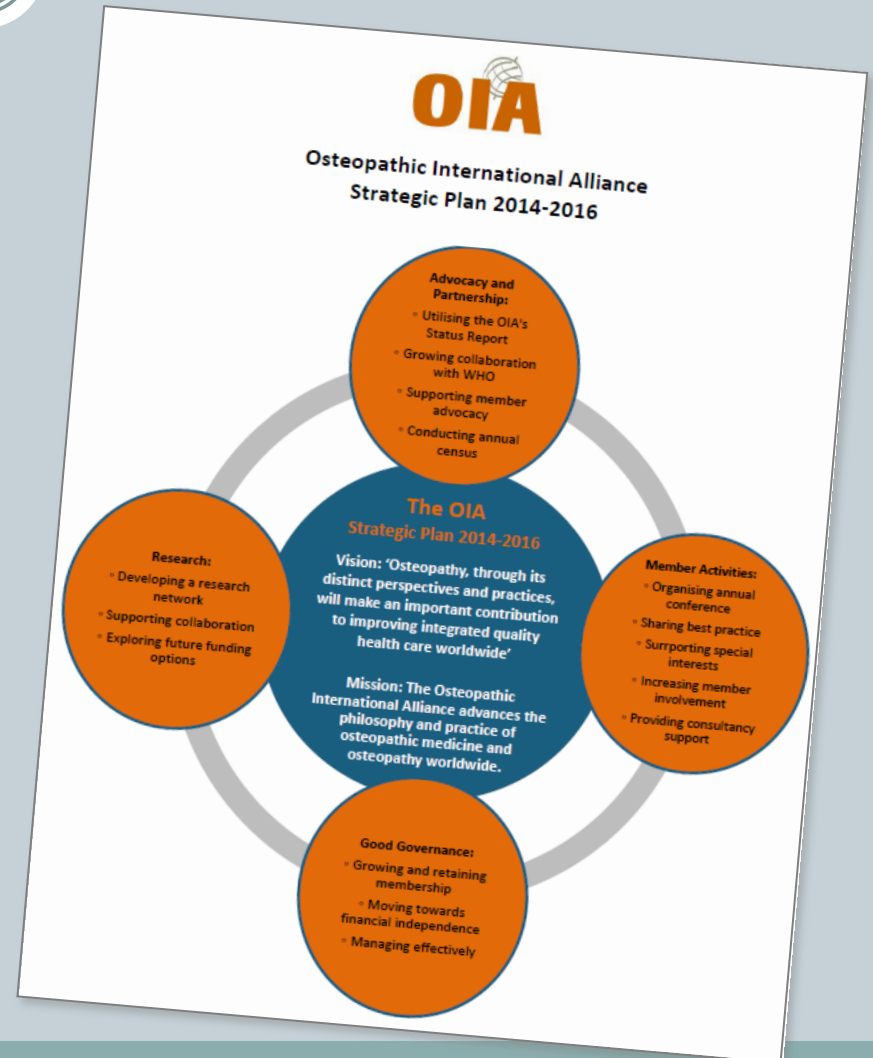 OIA
Osteopathic International Alliance
Strategic Plan 2014-2016
Advocacy and
Partnership:
▫ Utilising the OIA's
Status Report
▫ Growing collaboration
with WHO
▫ Supporting member
advocacy
▫ Conducting annual
census
The OIA
Strategic Plan 2014-2016
Vision: ‘Osteopathy, through its
distinct perspectives and practices,
will make an important contribution
to improving integrated quality
health care worldwide’
Mission: The Osteopathic
International Alliance advances the
philosophy and practice of
osteopathic medicine and
osteopathy worldwide.
Research:
▫ Developing a research
network
▫ Supporting collaboration
▫ Exploring future funding
options
Member Activities:
▫ Organising annual
conference
▫ Sharing best practice
▫ Surrporting special
interests
▫ Increasing member
involvement
▫ Providing consultancy
support
Good Governance:
▫ Growing and retaining
membership
▫ Moving towards
financial independence
▫ Managing effectively